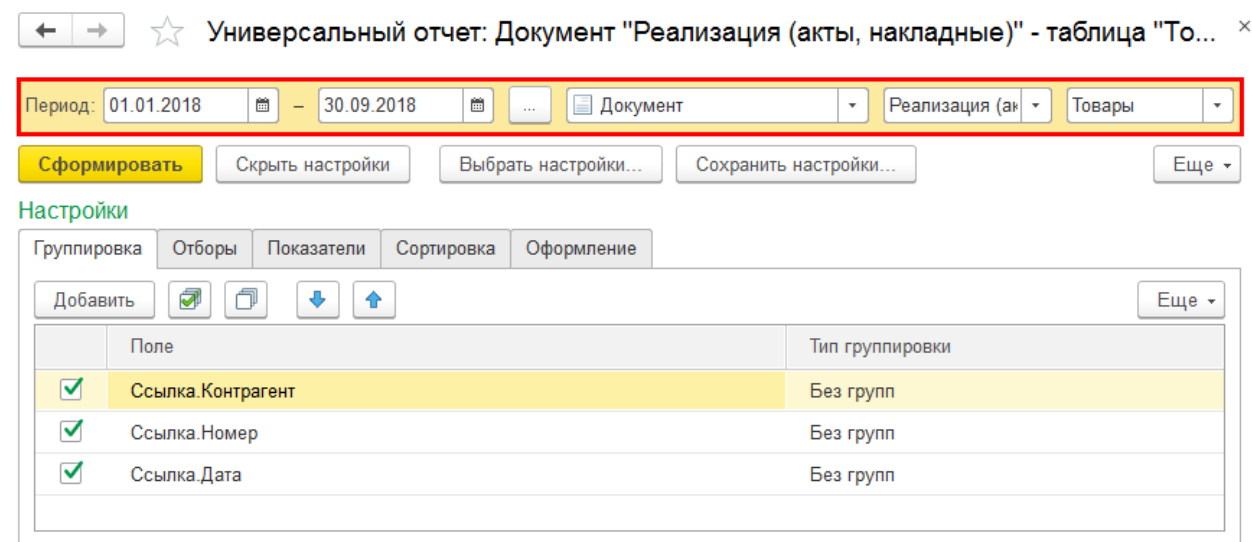 Универсальный отчет: Документ "Реализация (акты, накладные)" - таблица "То...
Период: 01.01.2018 – 30.09.2018 ... Документ Реализация (ак Товары
Сформировать Скрыть настройки Выбрать настройки... Сохранить настройки... Еще
Настройки
Группировка Отборы Показатели Сортировка Оформление
Добавить Еще
Поле Тип группировки
Ссылка.Контрагент Без групп
Ссылка.Номер Без групп
Ссылка.Дата Без групп